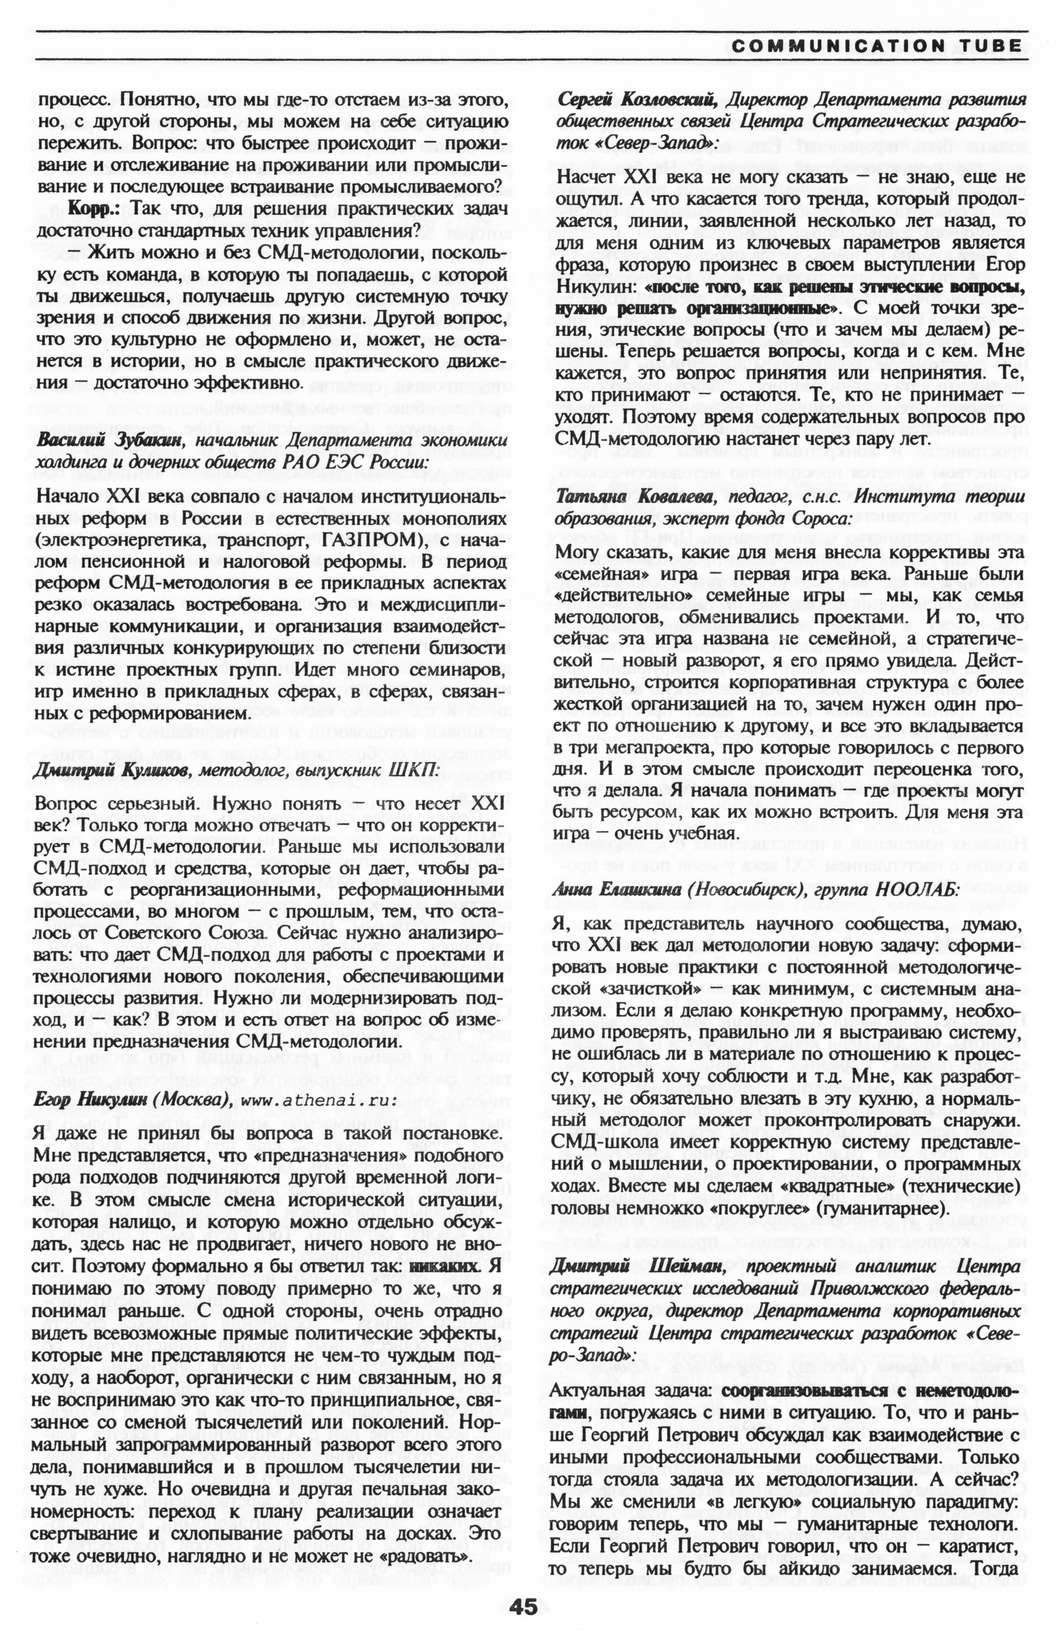 COMMUNICATION TUBE
процесс. Понятно, что мы где-то отстаем из-за этого,
но, с другой стороны, мы можем на себе ситуацию
пережить. Вопрос: что быстрее происходит — прожи-
вание и отслеживание на проживании или промысли-
вание и последующее встраивание промысливаемого?
Корр.: Так что, для решения практических задач
достаточно стандартных техник управления?
— Жить можно и без СМД-методологии, посколь-
ку есть команда, в которую ты попадаешь, с которой
ты движешься, получаешь другую системную точку
зрения и способ движения по жизни. Другой вопрос,
что это культурно не оформлено и, может, не оста-
нется в истории, но в смысле практического движе-
ния — достаточно эффективно.
Василий Зубакин, начальник Департамента экономики
холдинга и дочерних обществ РАО ЕЭС России:
Начало XXI века совпало с началом институциональ-
ных реформ в России в естественных монополиях
(электроэнергетика, транспорт, ГАЗПРОМ), с нача-
лом пенсионной и налоговой реформы. В период
реформ СМД-методология в ее прикладных аспектах
резко оказалась востребована. Это и междисципли-
нарные коммуникации, и организация взаимодейст-
вия различных конкурирующих по степени близости
к истине проектных групп. Идет много семинаров,
игр именно в прикладных сферах, в сферах, связан-
ных с реформированием.
Дмитрий Куликов, методолог, выпускник ШКП:
Вопрос серьезный. Нужно понять — что несет XXI
век? Только тогда можно отвечать — что он корректи-
рует в СМД-методологии. Раньше мы использовали
СМД-подход и средства, которые он дает, чтобы ра-
ботать с реорганизационными, реформационными
процессами, во многом — с прошлым, тем, что оста-
лось от Советского Союза. Сейчас нужно анализиро-
вать: что дает СМД-подход для работы с проектами и
технологиями нового поколения, обеспечивающими
процессы развития. Нужно ли модернизировать под-
ход, и — как? В этом и есть ответ на вопрос об изме-
нении предназначения СМД-методологии.
Егор Никулин (Москва), www.athenai.ru:
Я даже не принял бы вопроса в такой постановке.
Мне представляется, что «предназначения» подобного
рода подходов подчиняются другой временной логи-
ке. В этом смысле смена исторической ситуации,
которая налицо, и которую можно отдельно обсуж-
дать, здесь нас не продвигает, ничего нового не вно-
сит. Поэтому формально я бы ответил так: никаких. Я
понимаю по этому поводу примерно то же, что я
понимал раньше. С одной стороны, очень отрадно
видеть всевозможные прямые политические эффекты,
которые мне представляются не чем-то чуждым под-
ходу, а наоборот, органически с ним связанным, но я
не воспринимаю это как что-то принципиальное, свя-
занное со сменой тысячелетий или поколений. Нор-
мальный запрограммированный разворот всего этого
дела, понимавшийся и в прошлом тысячелетии ни-
чуть не хуже. Но очевидна и другая печальная зако-
номерность: переход к плану реализации означает
свертывание и схлопывание работы на досках. Это
тоже очевидно, наглядно и не может не «радовать».
Сергей Козловский, Директор Департамента развития
общественных связей Центра Стратегических разрабо-
ток «Север-Запад»:
Насчет XXI века не могу сказать — не знаю, еще не
ощутил. А что касается того тренда, который продол-
жается, линии, заявленной несколько лет назад, то
для меня одним из ключевых параметров является
фраза, которую произнес в своем выступлении Егор
Никулин: «после того, как решены этические вопросы,
нужно решать организационные». С моей точки зре-
ния, этические вопросы (что и зачем мы делаем) ре-
шены. Теперь решается вопросы, когда и с кем. Мне
кажется, это вопрос принятия или непринятия. Те,
кто принимают — остаются. Те, кто не принимает —
уходят. Поэтому время содержательных вопросов про
СМД-методологию настанет через пару лет.
Татьяна Ковалева, педагог, с.н.с. Института теории
образования, эксперт фонда Сороса:
Могу сказать, какие для меня внесла коррективы эта
«семейная» игра — первая игра века. Раньше были
«действительно» семейные игры — мы, как семья
методологов, обменивались проектами. И то, что
сейчас эта игра названа не семейной, а стратегиче-
ской — новый разворот, я его прямо увидела. Дейст-
вительно, строится корпоративная структура с более
жесткой организацией на то, зачем нужен один про-
ект по отношению к другому, и все это вкладывается
в три мегапроекта, про которые говорилось с первого
дня. И в этом смысле происходит переоценка того,
что я делала. Я начала понимать — где проекты могут
быть ресурсом, как их можно встроить. Для меня эта
игра — очень учебная.
Анна Елашкина (Новосибирск), группа НООЛАБ:
Я, как представитель научного сообщества, думаю,
что XXI век дал методологии новую задачу: сформи-
ровать новые практики с постоянной методологиче-
ской «зачисткой» — как минимум, с системным ана-
лизом. Если я делаю конкретную программу, необхо-
димо проверять, правильно ли я выстраиваю систему,
не ошиблась ли в материале по отношению к процес-
су, который хочу соблюсти и т.д. Мне, как разработ-
чику, не обязательно влезать в эту кухню, а нормаль-
ный методолог может проконтролировать снаружи.
СМД-школа имеет корректную систему представле-
ний о мышлении, о проектировании, о программных
ходах. Вместе мы сделаем «квадратные» (технические)
головы немножко «покруглее» (гуманитарнее).
Дмитрий Шейман, проектный аналитик Центра
стратегических исследований Приволжского федераль-
ного округа, директор Департамента корпоративных
стратегий Центра стратегических разработок «Севе-
ро-Запад»:
Актуальная задача: соорганизовываться с неметодоло-
гами, погружаясь с ними в ситуацию. То, что и рань-
ше Георгий Петрович обсуждал как взаимодействие с
иными профессиональными сообществами. Только
тогда стояла задача их методологизации. А сейчас?
Мы же сменили «в легкую» социальную парадигму:
говорим теперь, что мы — гуманитарные технологи.
Если Георгий Петрович говорил, что он — каратист,
то теперь мы будто бы айкидо занимаемся. Тогда
45